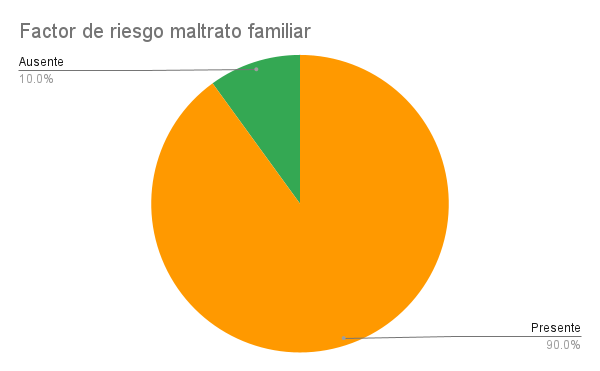 Factor de riesgo maltrato familiar
Ausente
10.0%
Presente
90.0%